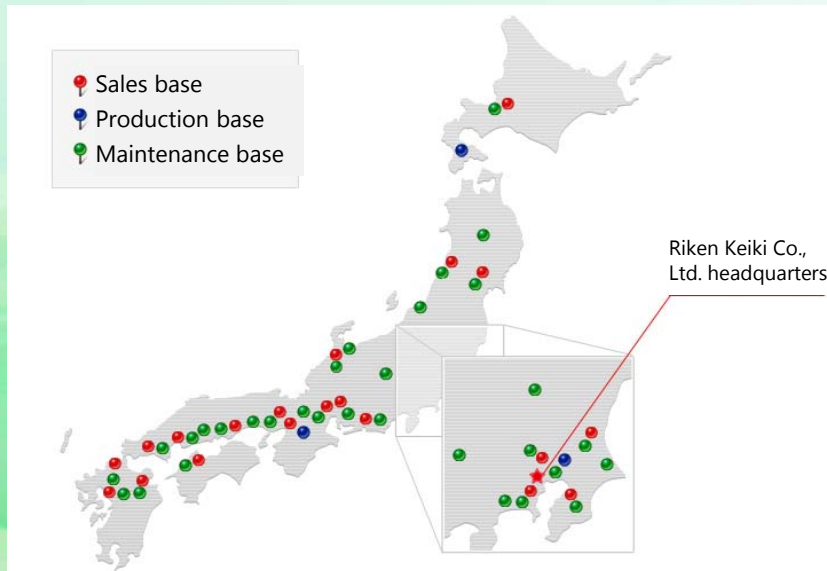 Sales base
Production base
Maintenance base
Riken Keiki Co.,
Ltd. headquarters